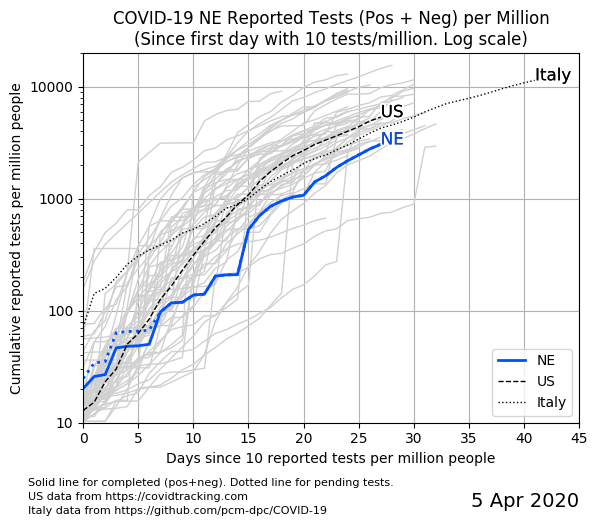 COVID-19 NE Reported Tests (Pos + Neg) per Million
(Since first day with 10 tests/million. Log scale)
Cumulative reported tests per million people
10000
1000
100
10
Italy
US
NE
NE
US
Italy
0 5 10 15 20 25 30 35 40 45
Days since 10 reported tests per million people
Solid line for completed (pos+neg). Dotted line for pending tests.
US data from https://covidtracking.com
Italy data from https://github.com/pcm-dpc/COVID-19
5 Apr 2020